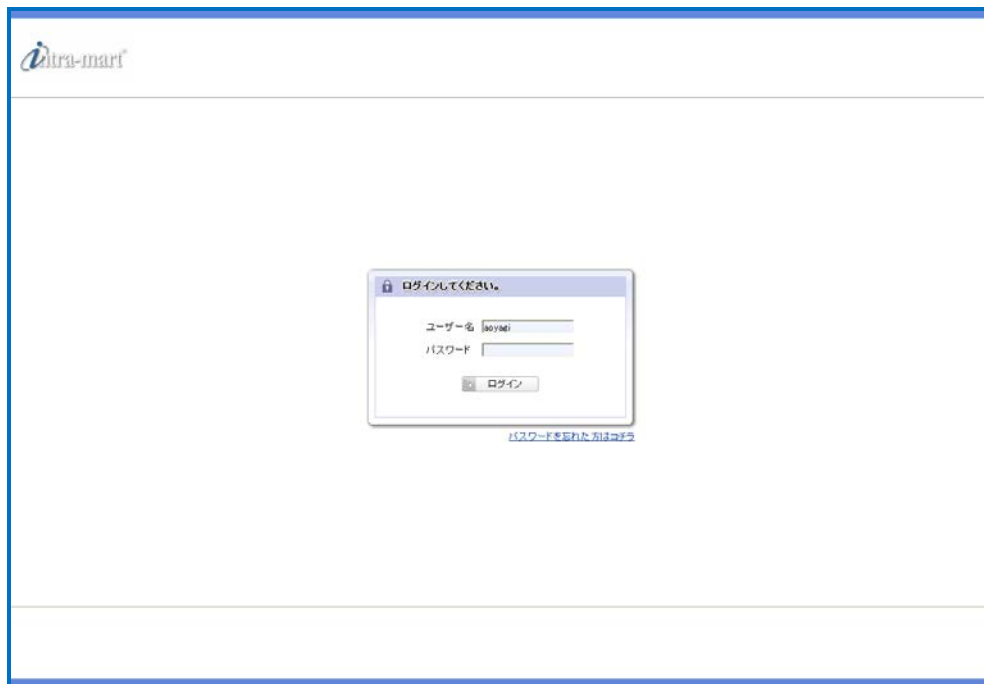 intra-mart
ログインしてください。
ユーザー名 aoyagi
パスワード
ログイン
パスワードを忘れた方はコチラ